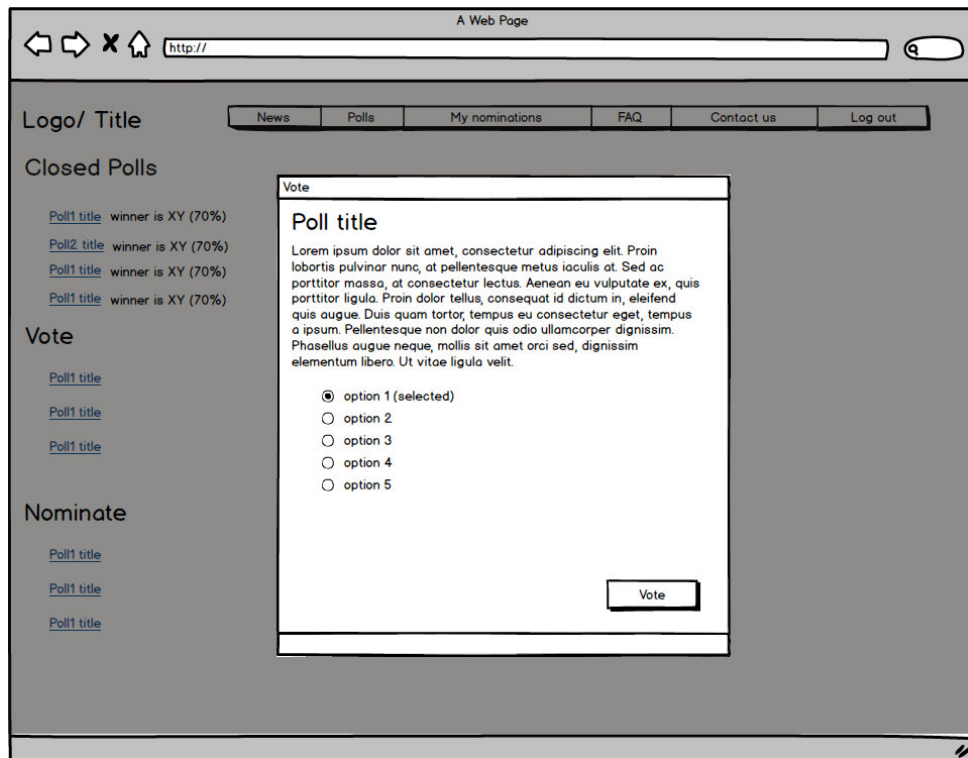 A Web Page
http://
Logo/ Title
News Polls My nominations FAQ Contact us Log out
Closed Polls
Poll1 title winner is XY (70%)
Poll2 title winner is XY (70%)
Poll1 title winner is XY (70%)
Poll1 title winner is XY (70%)
Vote
Poll1 title
Poll1 title
Poll1 title
Nominate
Poll1 title
Poll1 title
Poll1 title
Vote
Poll title
Lorem ipsum dolor sit amet, consectetur adipiscing elit. Proin
lobortis pulvinar nunc, at pellentesque metus iaculis at. Sed ac
porttitor massa, at consectetur lectus. Aenean eu vulputate ex, quis
porttitor ligula. Proin dolor tellus, consequat id dictum in, eleifend
quis augue. Duis quam tortor, tempus eu consectetur eget, tempus
a ipsum. Pellentesque non dolor quis odio ullamcorper dignissim.
Phasellus augue neque, mollis sit amet orci sed, dignissim
elementum libero. Ut vitae ligula velit.
option 1 (selected)
option 2
option 3
option 4
option 5
Vote